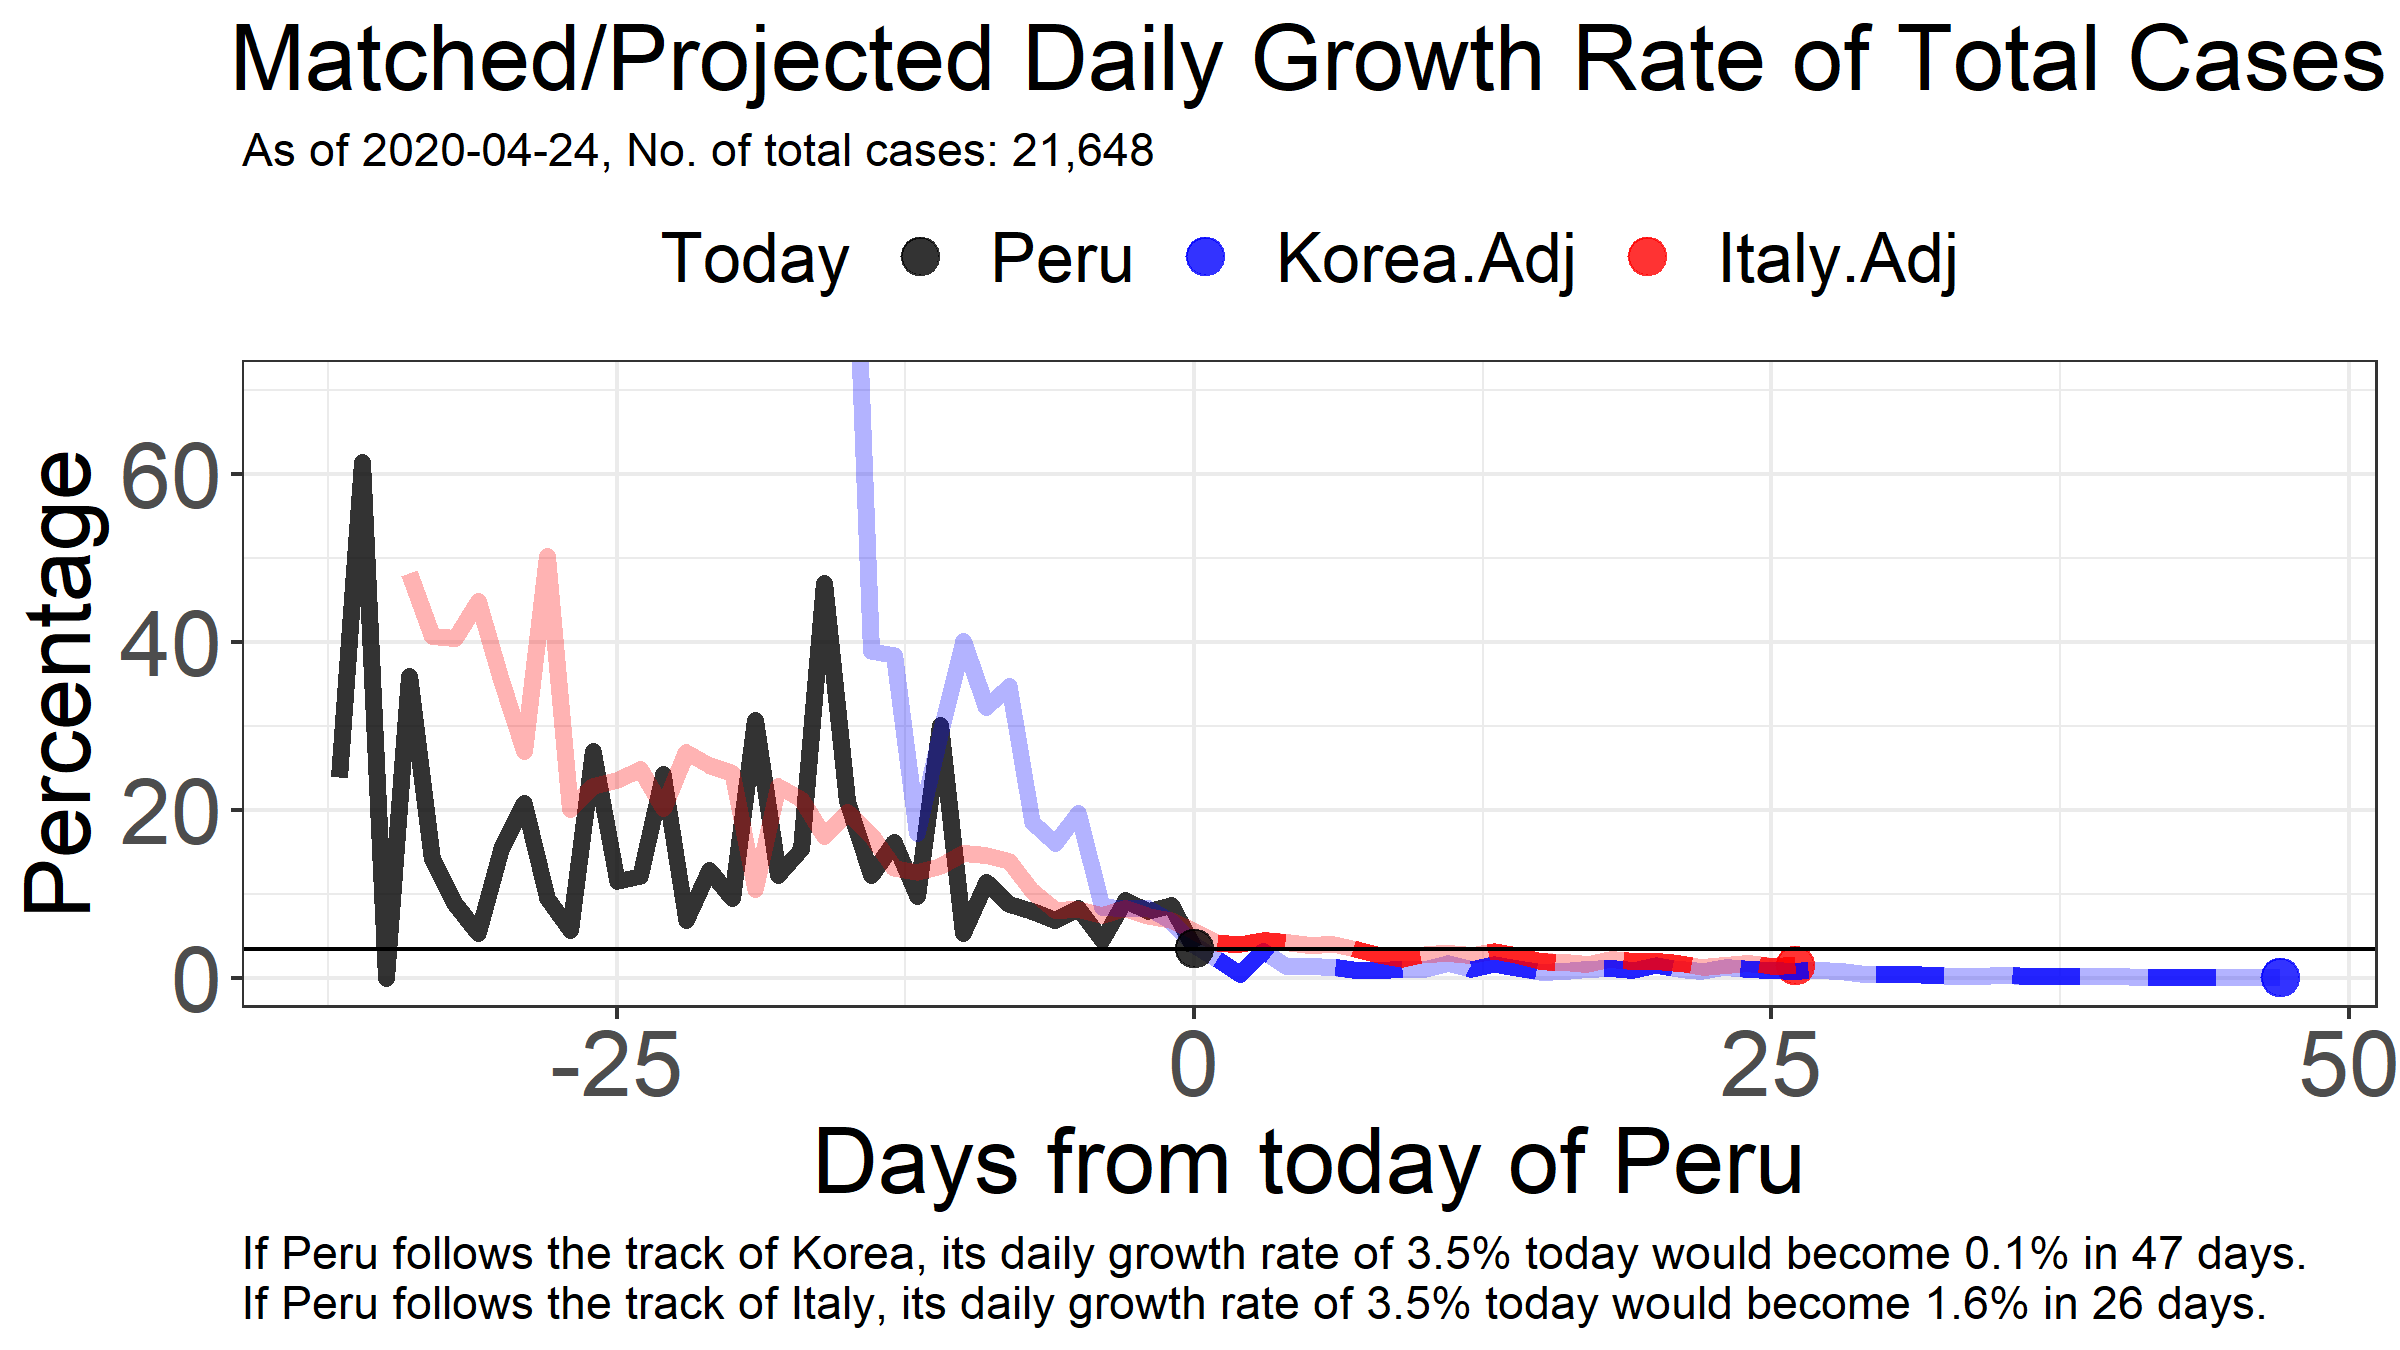 Matched/Projected Daily Growth Rate of Total Cases
As of 2020-04-24, No. of total cases: 21,648
Today Peru Korea.Adj Italy.Adj
Percentage
60
40
20
0
-25 0 25 50
Days from today of Peru
If Peru follows the track of Korea, its daily growth rate of 3.5% today would become 0.1% in 47 days.
If Peru follows the track of Italy, its daily growth rate of 3.5% today would become 1.6% in 26 days.